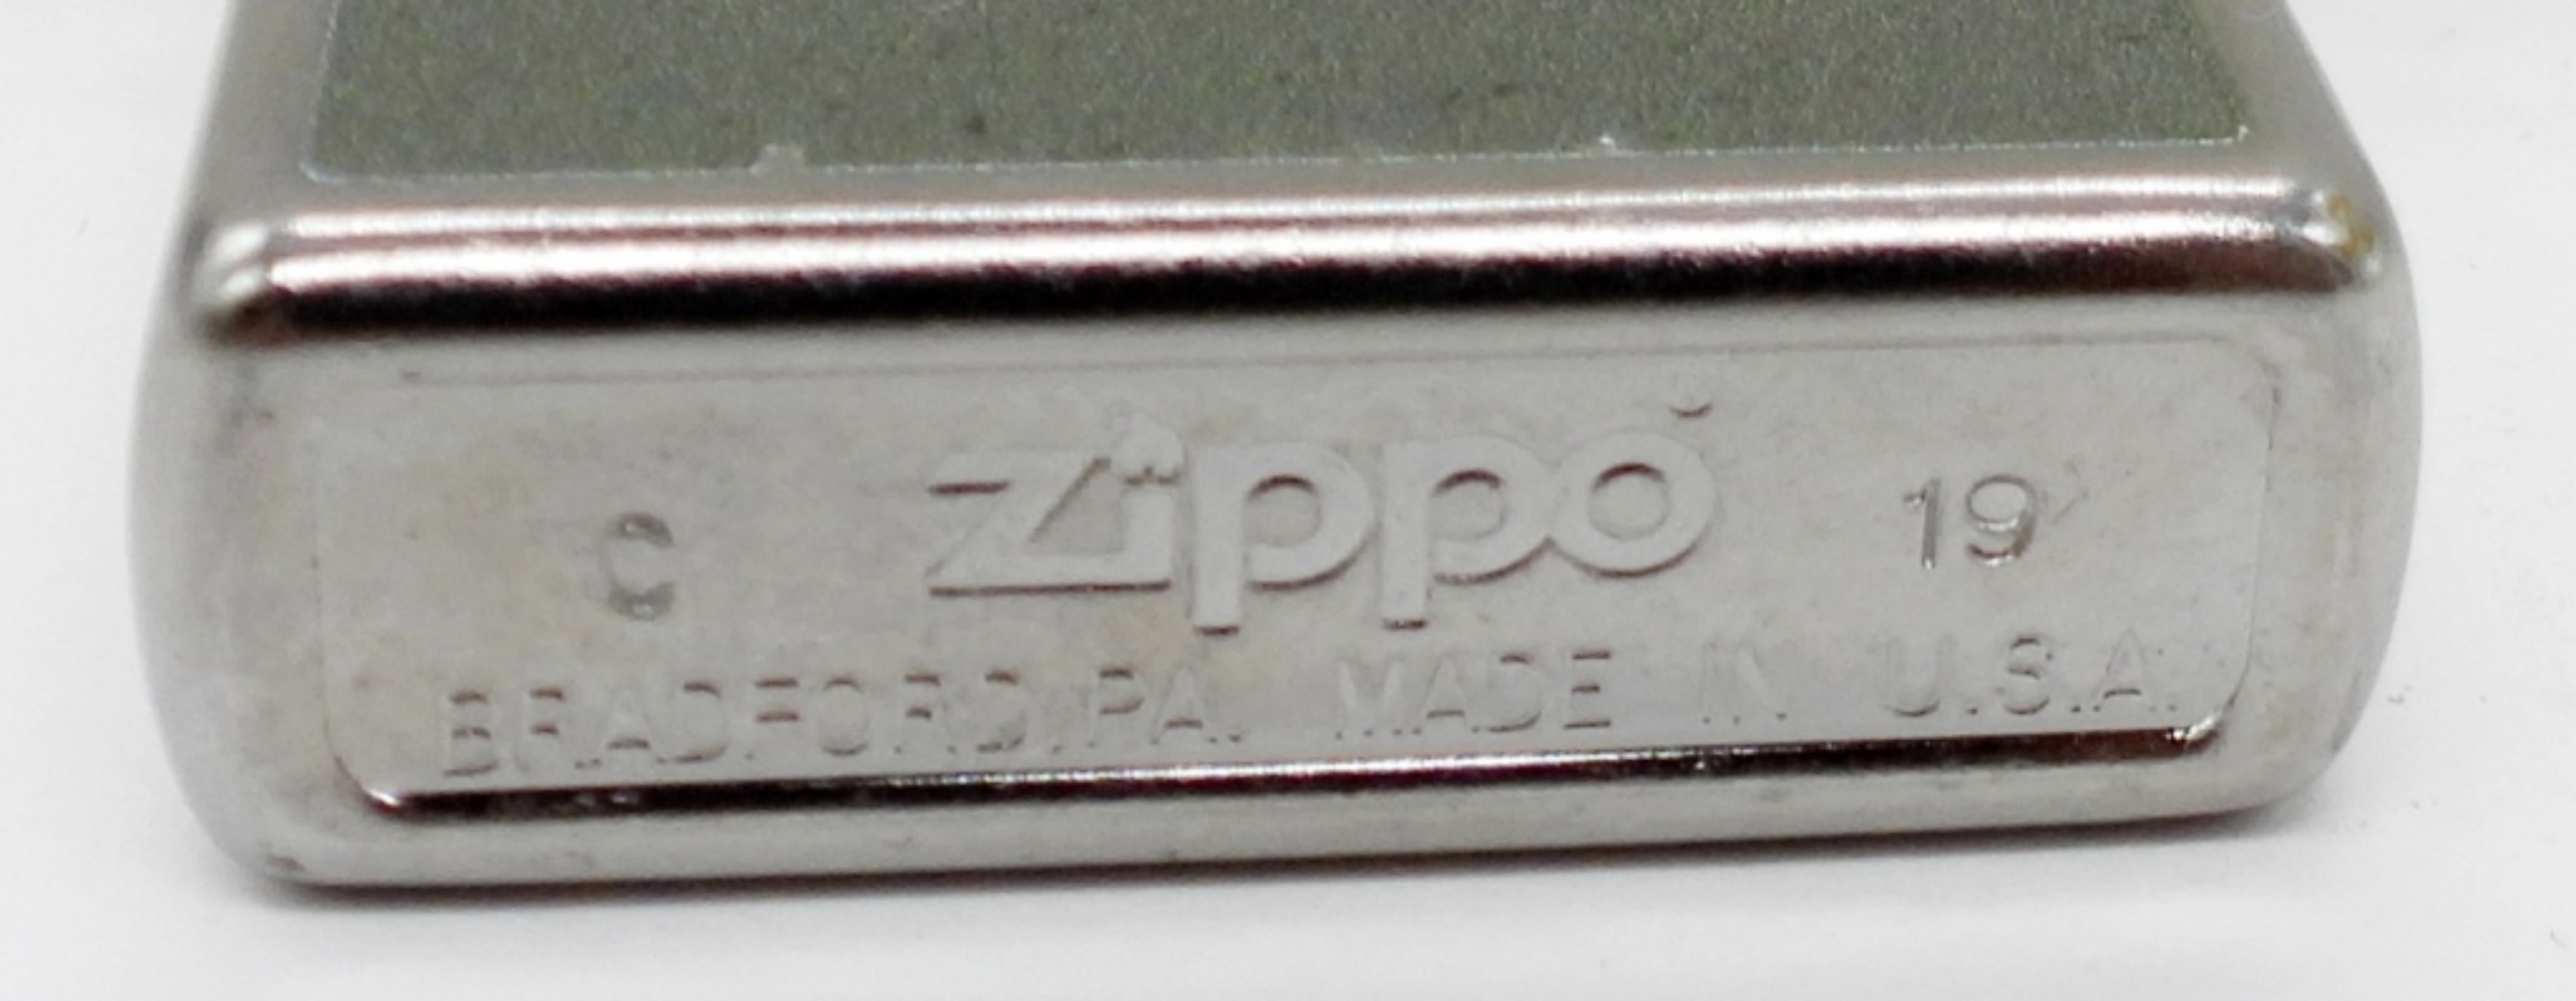 C Zippo 19
BRADFORD, PA. MADE IN U.S.A.